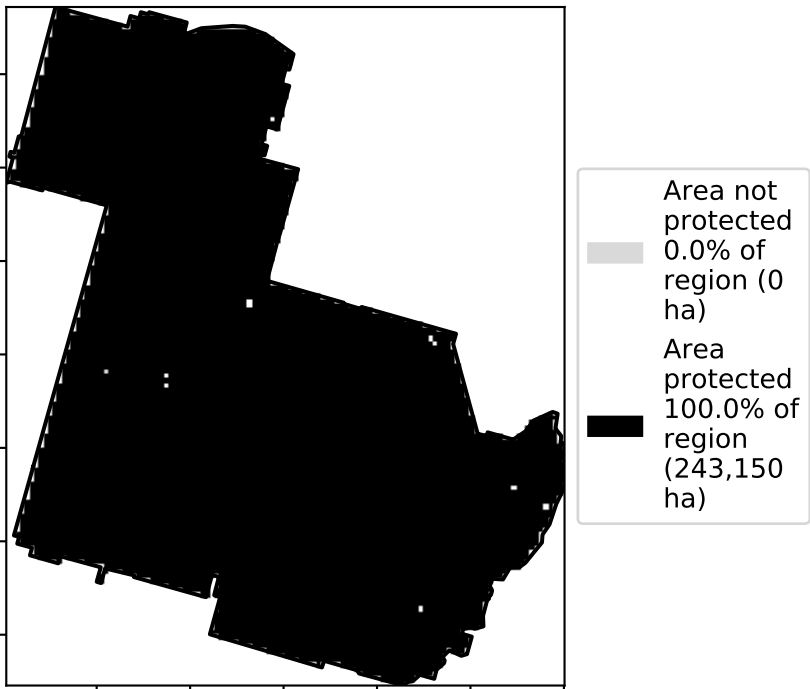 Area not
protected
0.0% of
region (0
ha)
Area
protected
100.0% of
region
(243,150
ha)